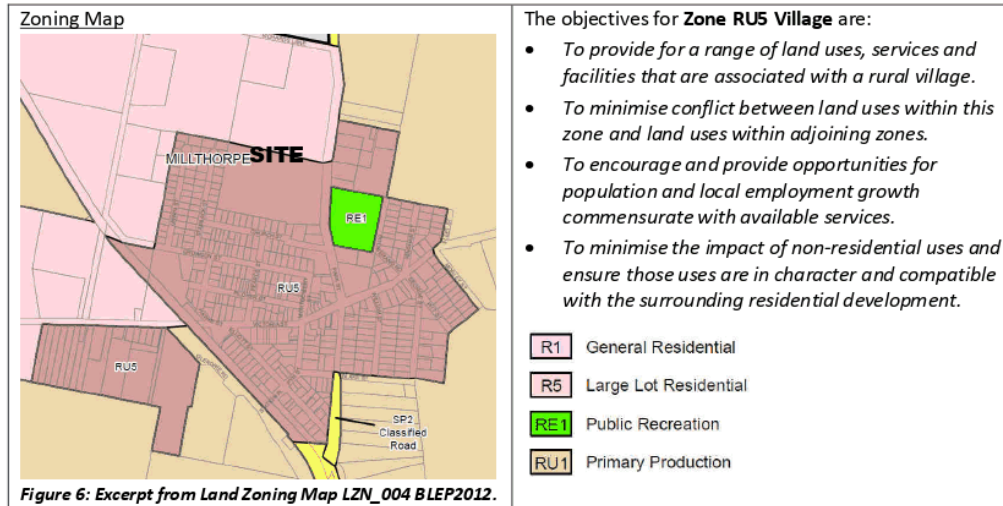 Zoning Map
MILLTHORPE
SITE
RE1
RU5
RU5
SP2
Classified
Road
Figure 6: Excerpt from Land Zoning Map LZN_004 BLEP2012.
The objectives for Zone RU5 Village are:
• To provide for a range of land uses, services and
facilities that are associated with a rural village.
• To minimise conflict between land uses within this
zone and land uses within adjoining zones.
• To encourage and provide opportunities for
population and local employment growth
commensurate with available services.
• To minimise the impact of non-residential uses and
ensure those uses are in character and compatible
with the surrounding residential development.
R1 General Residential
R5 Large Lot Residential
RE1 Public Recreation
RU1 Primary Production